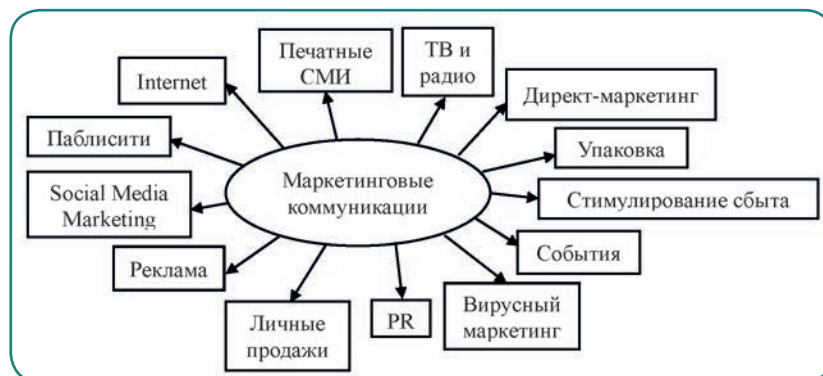 Печатные
СМИ
ТВ и
радио
Internet
Директ-маркетинг
Паблисити
Упаковка
Маркетинговые
коммуникации
Social Media
Marketing
Стимулирование сбыта
Реклама
События
Личные
продажи
PR
Вирусный
маркетинг